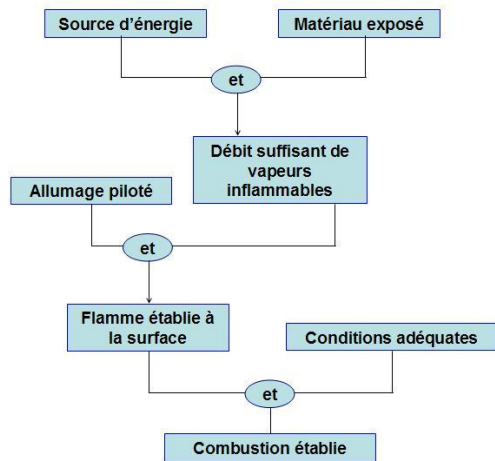 Source d'énergie
Matériau exposé
et
Débit suffisant de
vapeurs
inflammables
Allumage piloté
et
Flamme établie à
la surface
Conditions adéquates
et
Combustion établie